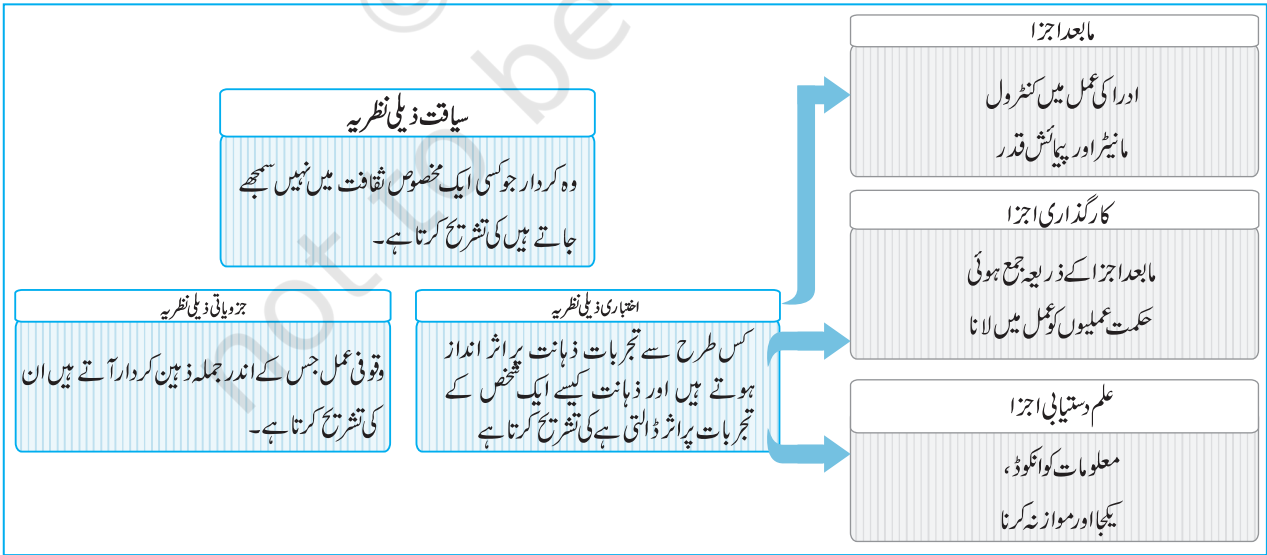 مابعد اجزا
ادراکی عمل میں کنٹرول
مانیٹر اور پیمائش قدر
سیاقت ذیلی نظریہ
وہ کردار جو کسی ایک مخصوص ثقافت میں نہیں سمجھے
جاتے ہیں کی تشریح کرتا ہے۔
کارگذاری اجزا
مابعد اجزا کے ذریعہ جمع ہوئی
حکمت عملیوں کو عمل میں لانا
اختباری ذیلی نظریہ
کس طرح سے تجربات ذہانت پر اثر انداز
ہوتے ہیں اور ذہانت کیسے ایک شخص کے
تجربات پر اثر ڈالتی ہے کی تشریح کرتا ہے
جزویاتی ذیلی نظریہ
وقوفی عمل جس کے اندر جملہ ذہین کردار آتے ہیں ان
کی تشریح کرتا ہے۔
علم دستیابی اجزا
معلومات کو انکوڈ،
یکجا اور موازنہ کرنا
not to be